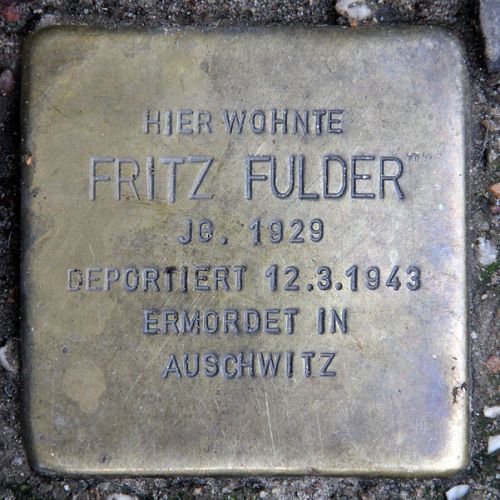 HIER WOHNTE
FRITZ FULDER
JG. 1929
DEPORTIERT 12.3.1943
ERMORDET IN
AUSCHWITZ